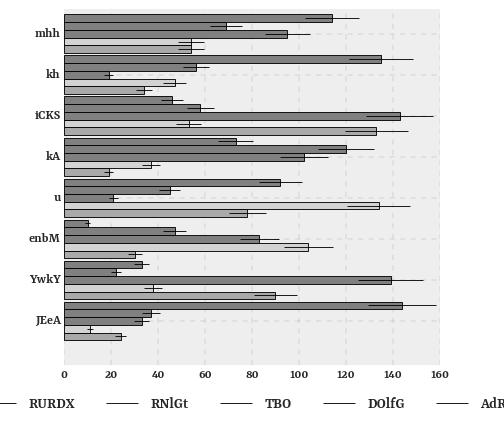 mhh
kh
iCKS
kA
u
enbM
YwkY
JEeA
0 20 40 60 80 100 120 140 160
RURDX RNlGt TBO DOlfG AdR